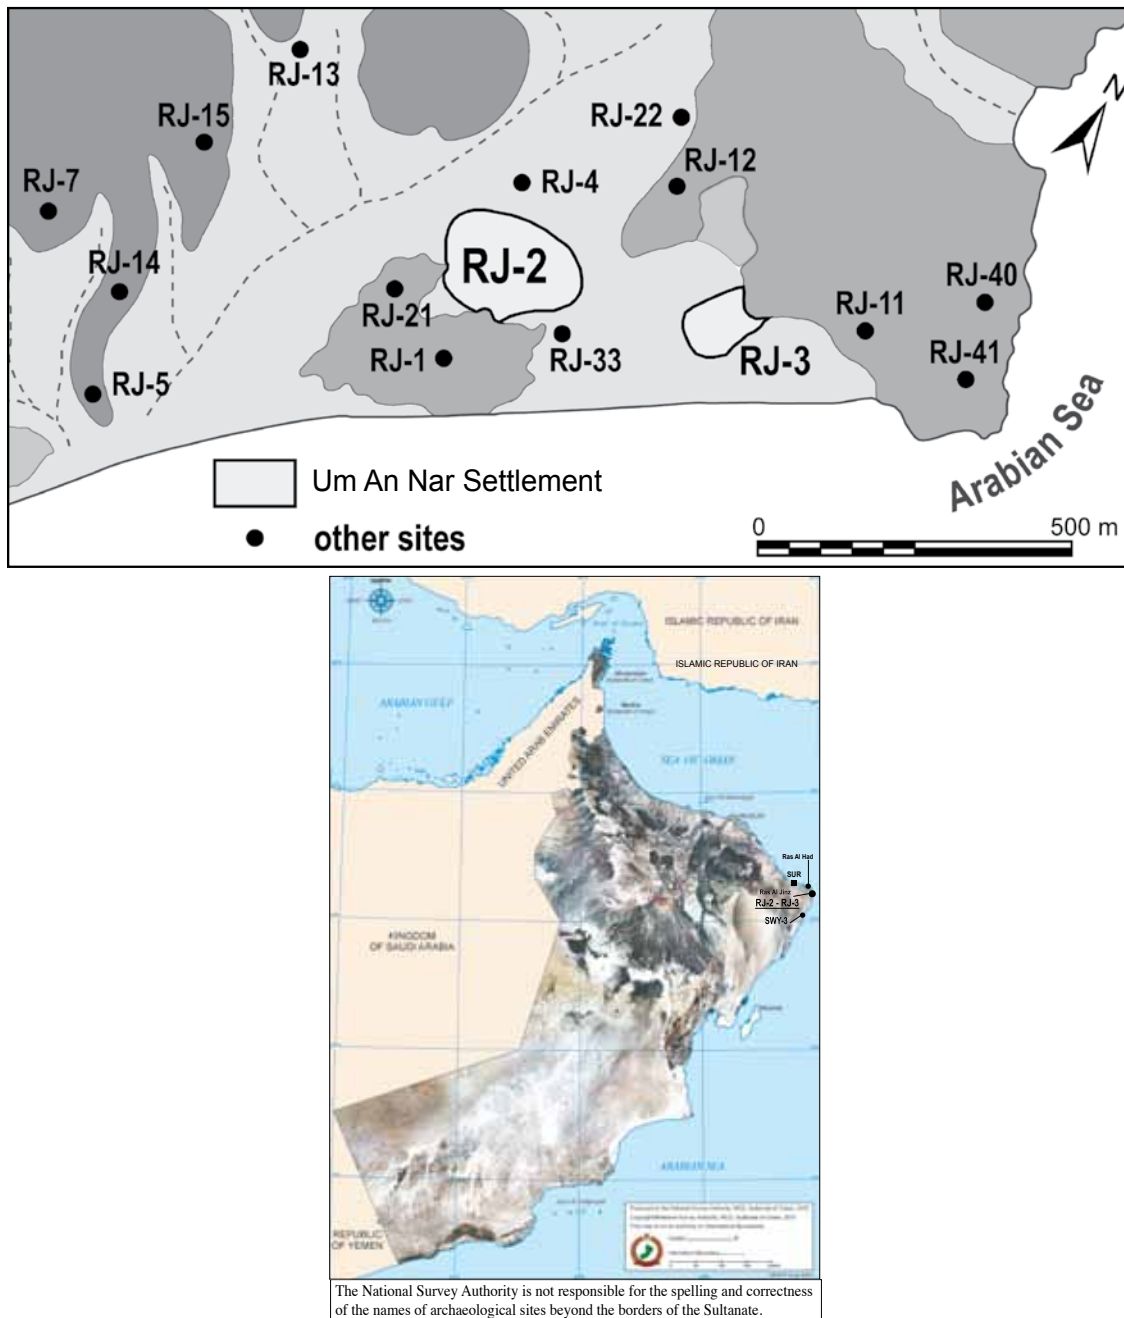 RJ-13
RJ-15
RJ-22
N
RJ-12
RJ-7
RJ-4
RJ-14
RJ-2
RJ-40
RJ-21
RJ-11
RJ-1
RJ-33
RJ-3
RJ-41
RJ-5
Arabian Sea
Um An Nar Settlement
other sites
0 500 m
ISLAMIC REPUBLIC OF IRAN
ISLAMIC REPUBLIC OF IRAN
ARABIAN GULF
UNITED ARAB EMIRATES
SEA OF OMAN
Ras Al Had
SUR
Ras Al Jinz
RJ-2 - RJ-3
SWY-3
KINGDOM
OF SAUDI ARABIA
ARABIAN SEA
REPUBLIC
OF YEMEN
The National Survey Authority is not responsible for the spelling and correctness
of the names of archaeological sites beyond the borders of the Sultanate.